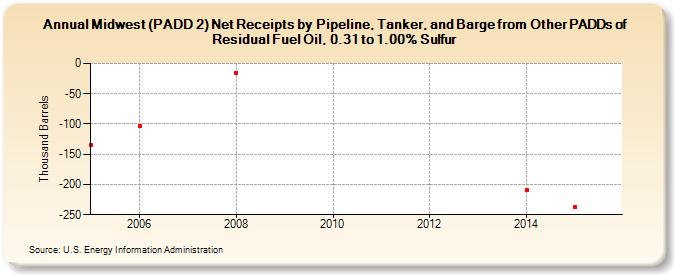 Annual Midwest (PADD 2) Net Receipts by Pipeline, Tanker, and Barge from Other PADDs of
Residual Fuel Oil, 0.31 to 1.00% Sulfur
Thousand Barrels
0
-50
-100
-150
-200
-250
2006
2008
2010
2012
2014
Source: U.S. Energy Information Administration